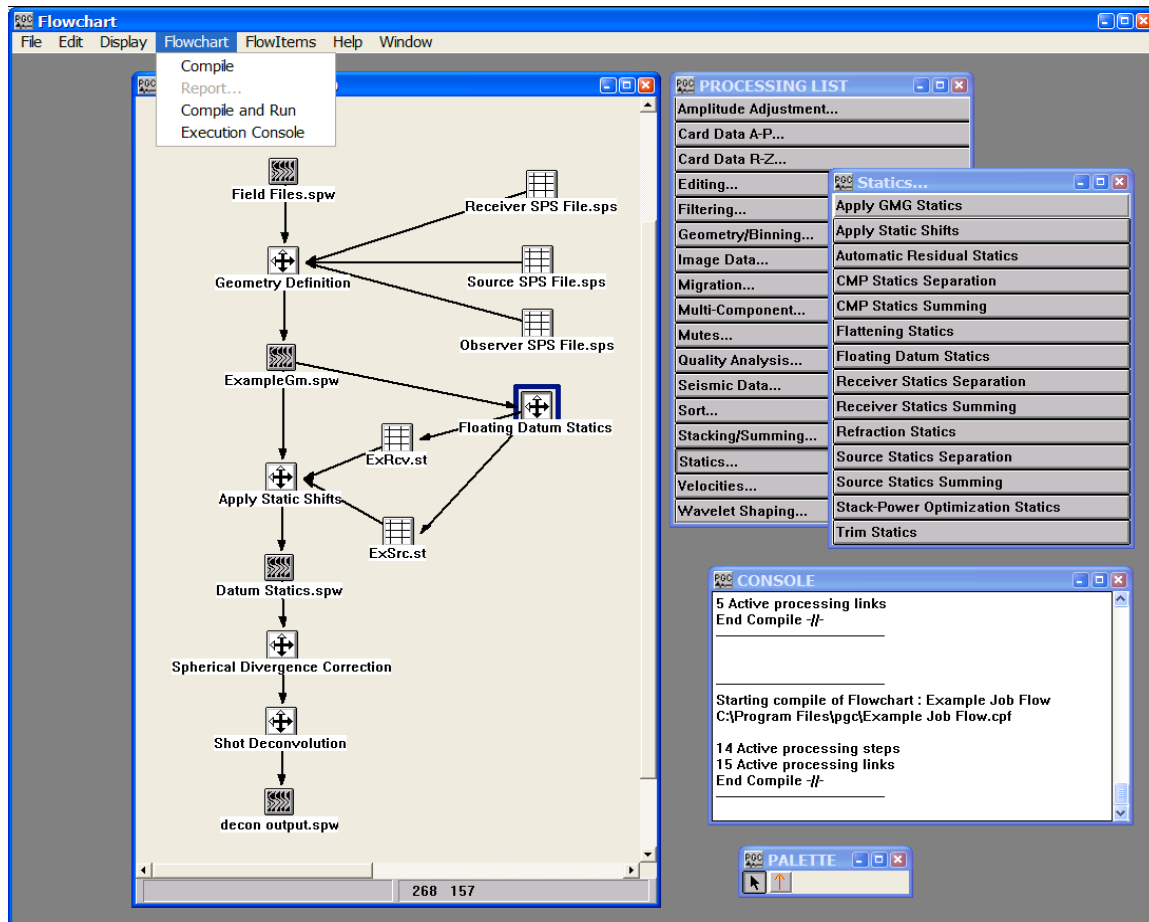 PGC Flowchart
File Edit Display Flowchart FlowItems Help Window
Compile
Report...
Compile and Run
Execution Console
PGC
Field Files.spw
Receiver SPS File.sps
Geometry Definition
Source SPS File.sps
Observer SPS File.sps
ExampleGm.spw
Floating Datum Statics
ExRcv.st
Apply Static Shifts
ExSrc.st
Datum Statics.spw
Spherical Divergence Correction
Shot Deconvolution
decon output.spw
268 157
PGC PROCESSING LIST
Amplitude Adjustment...
Card Data A-P...
Card Data R-Z...
Editing...
Filtering...
Geometry/Binning...
Image Data...
Migration...
Multi-Component...
Mutes...
Quality Analysis...
Seismic Data...
Sort...
Stacking/Summing...
Statics...
Velocities...
Wavelet Shaping...
PGC Statics...
Apply GMG Statics
Apply Static Shifts
Automatic Residual Statics
CMP Statics Separation
CMP Statics Summing
Flattening Statics
Floating Datum Statics
Receiver Statics Separation
Receiver Statics Summing
Refraction Statics
Source Statics Separation
Source Statics Summing
Stack-Power Optimization Statics
Trim Statics
PGC CONSOLE
5 Active processing links
End Compile -//-
Starting compile of Flowchart : Example Job Flow
C:\Program Files\pgc\Example Job Flow.cpf
14 Active processing steps
15 Active processing links
End Compile -//-
PGC PALETTE